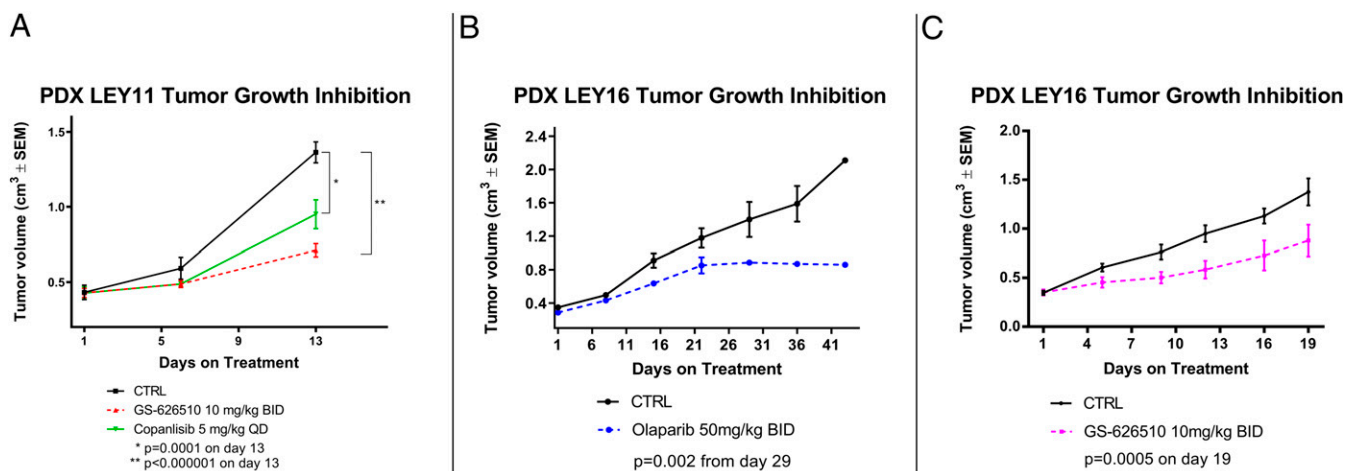 A
PDX LEY11 Tumor Growth Inhibition
Tumor volume (cm³ ± SEM)
1.5
1.0
0.5
*
**
1 5 9 13
Days on Treatment
CTRL
GS-626510 10 mg/kg BID
Copanlisib 5 mg/kg QD
* p=0.0001 on day 13
** p<0.000001 on day 13
B
PDX LEY16 Tumor Growth Inhibition
Tumor volume (cm³ ± SEM)
2.4
2.0
1.6
1.2
0.8
0.4
1 6 11 16 21 26 31 36 41
Days on Treatment
CTRL
Olaparib 50mg/kg BID
p=0.002 from day 29
C
PDX LEY16 Tumor Growth Inhibition
Tumor volume (cm³ ± SEM)
2.0
1.5
1.0
0.5
0.0
1 4 7 10 13 16 19
Days on Treatment
CTRL
GS-626510 10mg/kg BID
p=0.0005 on day 19